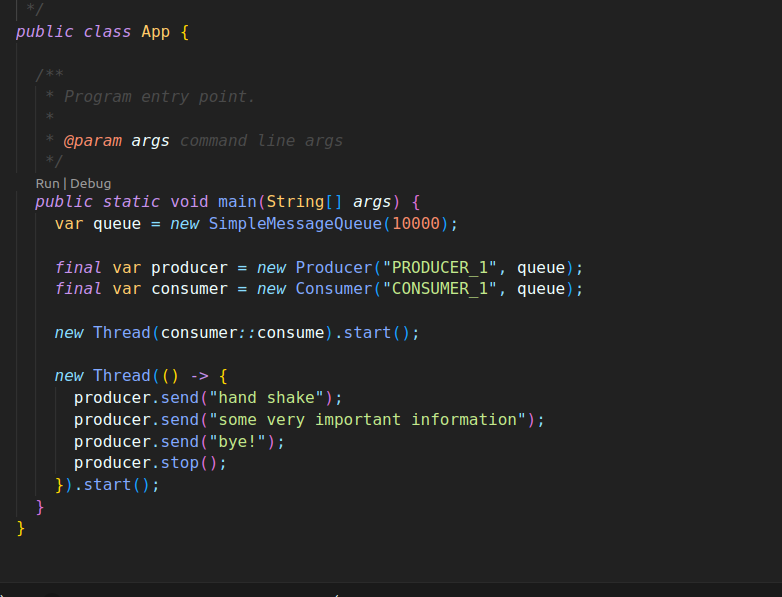 */
public class App {
/**
* Program entry point.
*
* @param args command line args
*/
Run | Debug
public static void main(String[] args) {
var queue = new SimpleMessageQueue(10000);
final var producer = new Producer("PRODUCER_1", queue);
final var consumer = new Consumer("CONSUMER_1", queue);
new Thread(consumer::consume).start();
new Thread(() -> {
producer.send("hand shake");
producer.send("some very important information");
producer.send("bye!");
producer.stop();
}).start();
}
}